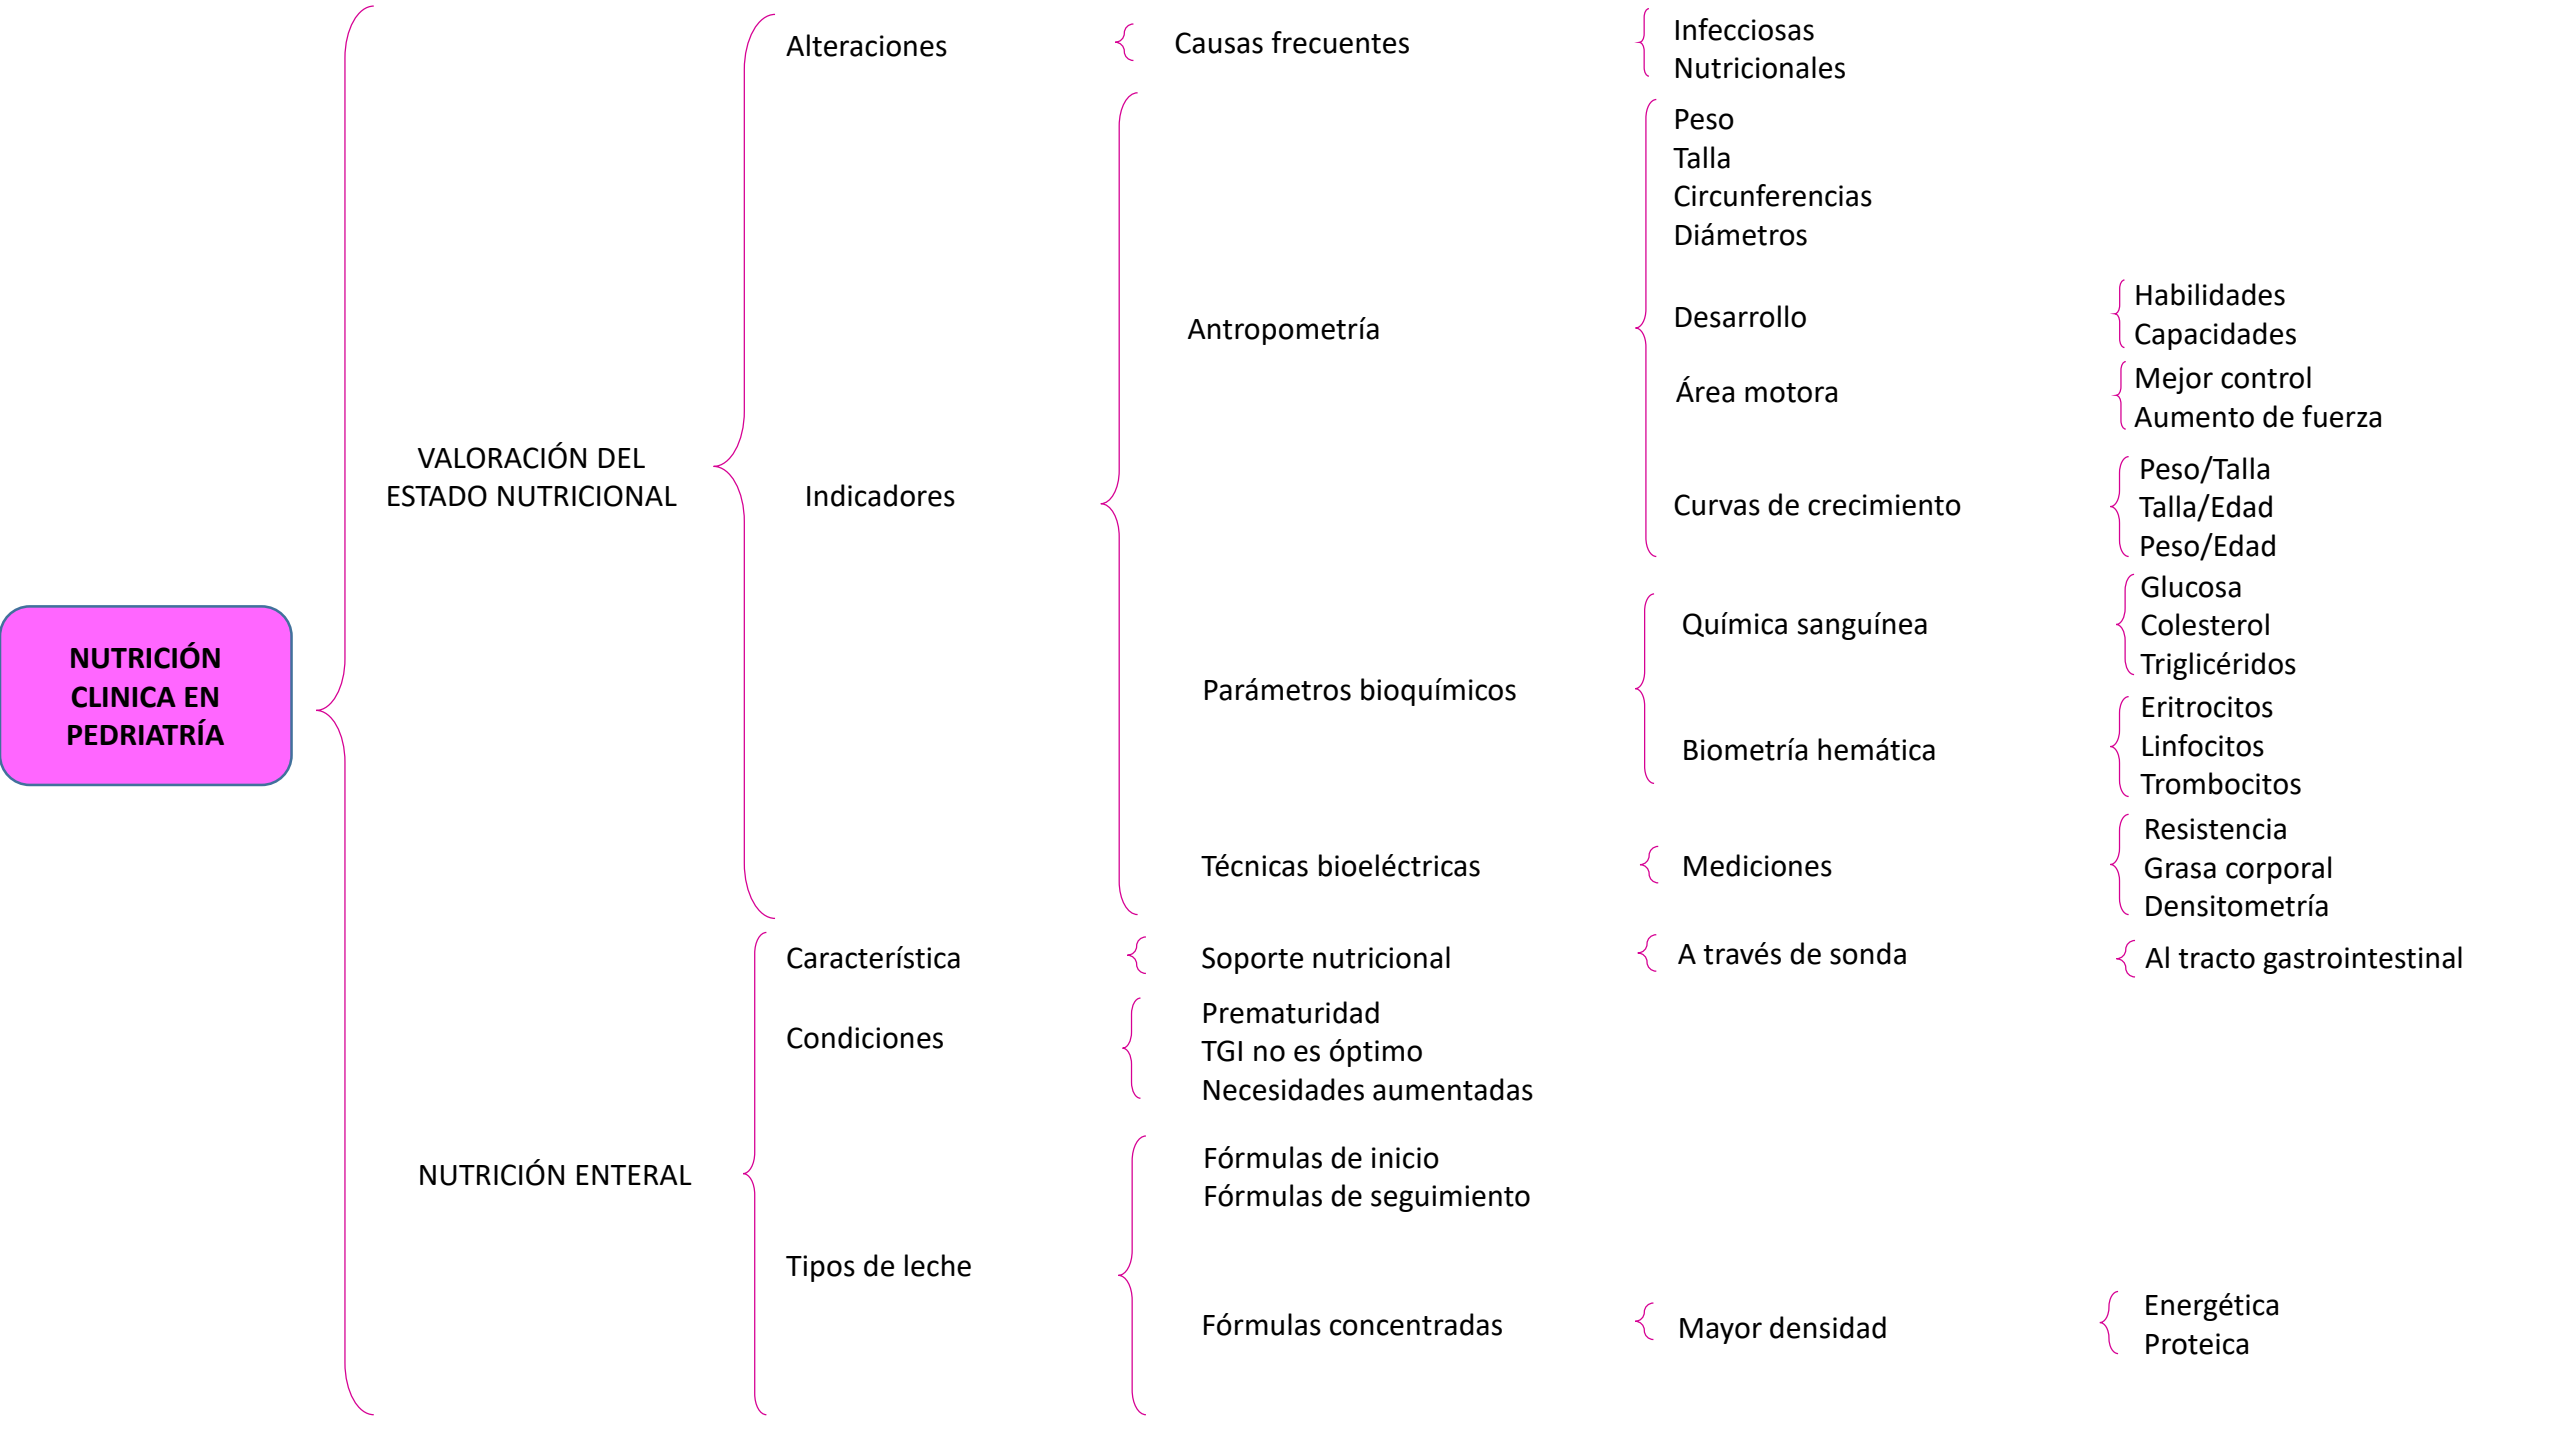 NUTRICIÓN
CLINICA EN
PEDRIATRÍA
VALORACIÓN DEL
ESTADO NUTRICIONAL
Alteraciones
Causas frecuentes
Infecciosas
Nutricionales
Indicadores
Antropometría
Peso
Talla
Circunferencias
Diámetros
Desarrollo
Habilidades
Capacidades
Área motora
Mejor control
Aumento de fuerza
Curvas de crecimiento
Peso/Talla
Talla/Edad
Peso/Edad
Parámetros bioquímicos
Química sanguínea
Glucosa
Colesterol
Triglicéridos
Biometría hemática
Eritrocitos
Linfocitos
Trombocitos
Técnicas bioeléctricas
Mediciones
Resistencia
Grasa corporal
Densitometría
NUTRICIÓN ENTERAL
Característica
Soporte nutricional
A través de sonda
Al tracto gastrointestinal
Condiciones
Prematuridad
TGI no es óptimo
Necesidades aumentadas
Tipos de leche
Fórmulas de inicio
Fórmulas de seguimiento
Fórmulas concentradas
Mayor densidad
Energética
Proteica